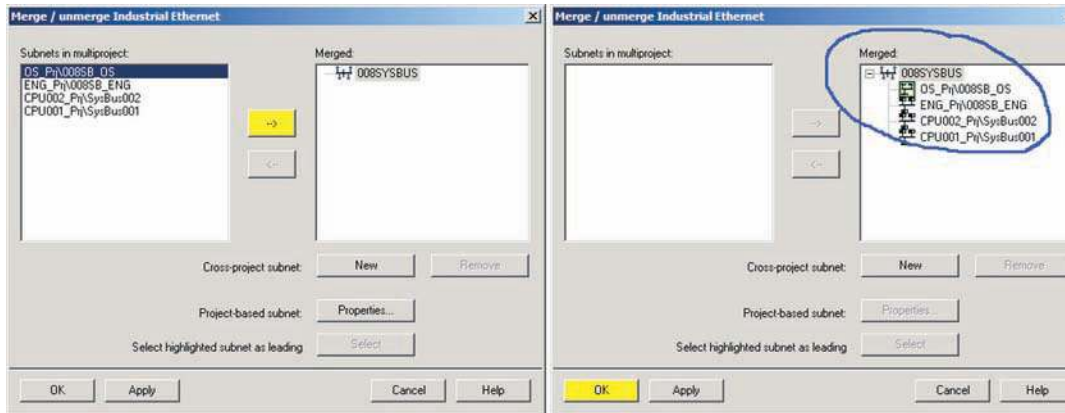 Merge / unmerge Industrial Ethernet
Subnets in multiproject:
OS_Prj\008SB_OS
ENG_Prj\008SB_ENG
CPU002_Prj\SysBus002
CPU001_Prj\SysBus001
-->
<--
Merged:
008SYSBUS
Cross-project subnet:
New
Remove
Project-based subnet:
Properties...
Select highlighted subnet as leading
Select
OK
Apply
Cancel
Help
Merge / unmerge Industrial Ethernet
Subnets in multiproject:
-->
<--
Merged:
008SYSBUS
OS_Prj\008SB_OS
ENG_Prj\008SB_ENG
CPU002_Prj\SysBus002
CPU001_Prj\SysBus001
Cross-project subnet:
New
Remove
Project-based subnet:
Properties...
Select highlighted subnet as leading
Select
OK
Apply
Cancel
Help